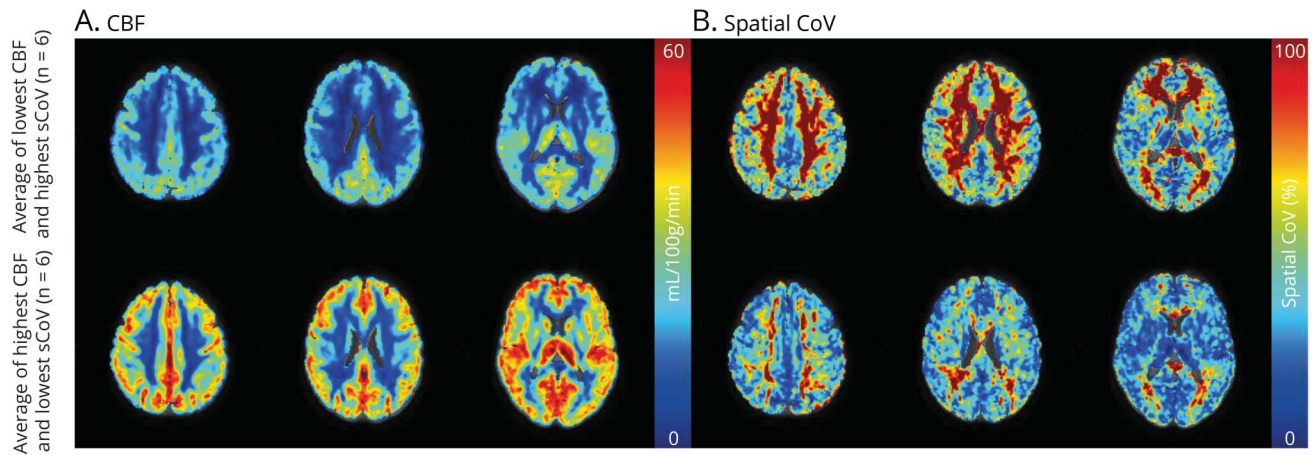 A. CBF
B. Spatial CoV
Average of lowest CBF
and highest sCoV (n = 6)
Average of highest CBF
and lowest sCoV (n = 6)
60
mL/100g/min
0
100
Spatial CoV (%)
0